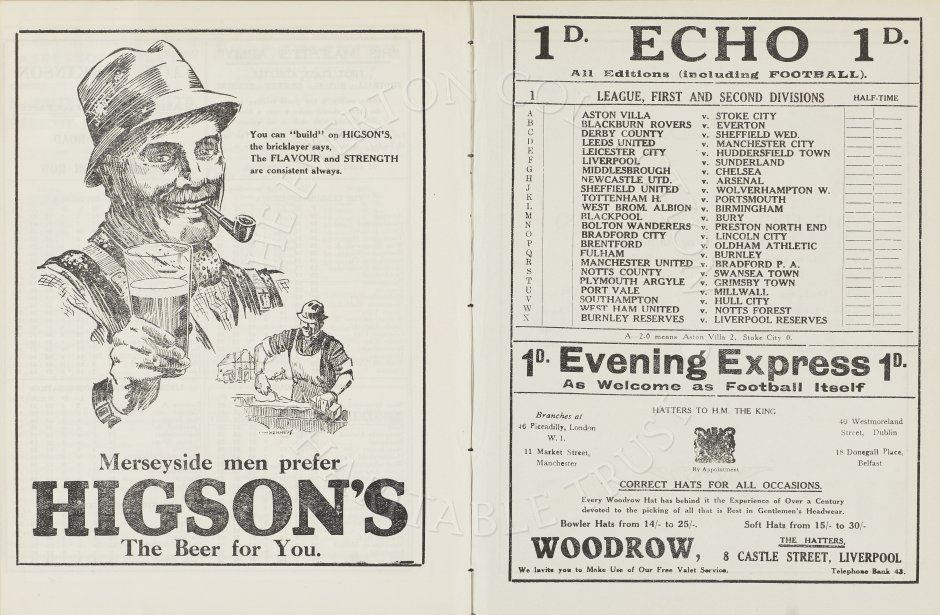 You can "build" on HIGSON'S,
the bricklayer says,
The FLAVOUR and STRENGTH
are consistent always.
Merseyside men prefer
HIGSON'S
The Beer for You.
1D. ECHO 1D.
All Editions (including FOOTBALL).
1 LEAGUE, FIRST AND SECOND DIVISIONS HALF-TIME
A ASTON VILLA v. STOKE CITY
B BLACKBURN ROVERS v. EVERTON
C DERBY COUNTY v. SHEFFIELD WED.
D LEEDS UNITED v. MANCHESTER CITY
E LEICESTER CITY v. HUDDERSFIELD TOWN
F LIVERPOOL v. SUNDERLAND
G MIDDLESBROUGH v. CHELSEA
H NEWCASTLE UTD. v. ARSENAL
J SHEFFIELD UNITED v. WOLVERHAMPTON W.
K TOTTENHAM H. v. PORTSMOUTH
L WEST BROM. ALBION v. BIRMINGHAM
M BLACKPOOL v. BURY
N BOLTON WANDERERS v. PRESTON NORTH END
O BRADFORD CITY v. LINCOLN CITY
P BRENTFORD v. OLDHAM ATHLETIC
Q FULHAM v. BURNLEY
R MANCHESTER UNITED v. BRADFORD P. A.
S NOTTS COUNTY v. SWANSEA TOWN
T PLYMOUTH ARGYLE v. GRIMSBY TOWN
U PORT VALE v. MILLWALL
V SOUTHAMPTON v. HULL CITY
W WEST HAM UNITED v. NOTTS FOREST
X BURNLEY RESERVES v. LIVERPOOL RESERVES
A—2-0 means Aston Villa 2, Stoke City 0.
1D. Evening Express 1D.
As Welcome as Football Itself
HATTERS TO H.M. THE KING
Branches at
46 Piccadilly, London
W. 1.
11 Market Street,
Manchester
By Appointment
40 Westmoreland
Street, Dublin
18 Donegall Place,
Belfast
CORRECT HATS FOR ALL OCCASIONS.
Every Woodrow Hat has behind it the Experience of Over a Century
devoted to the picking of all that is Best in Gentlemen's Headwear.
Bowler Hats from 14/- to 25/-. Soft Hats from 15/- to 30/-
WOODROW, THE HATTERS,
8 CASTLE STREET, LIVERPOOL
We Invite you to Make Use of Our Free Valet Service. Telephone Bank 43.